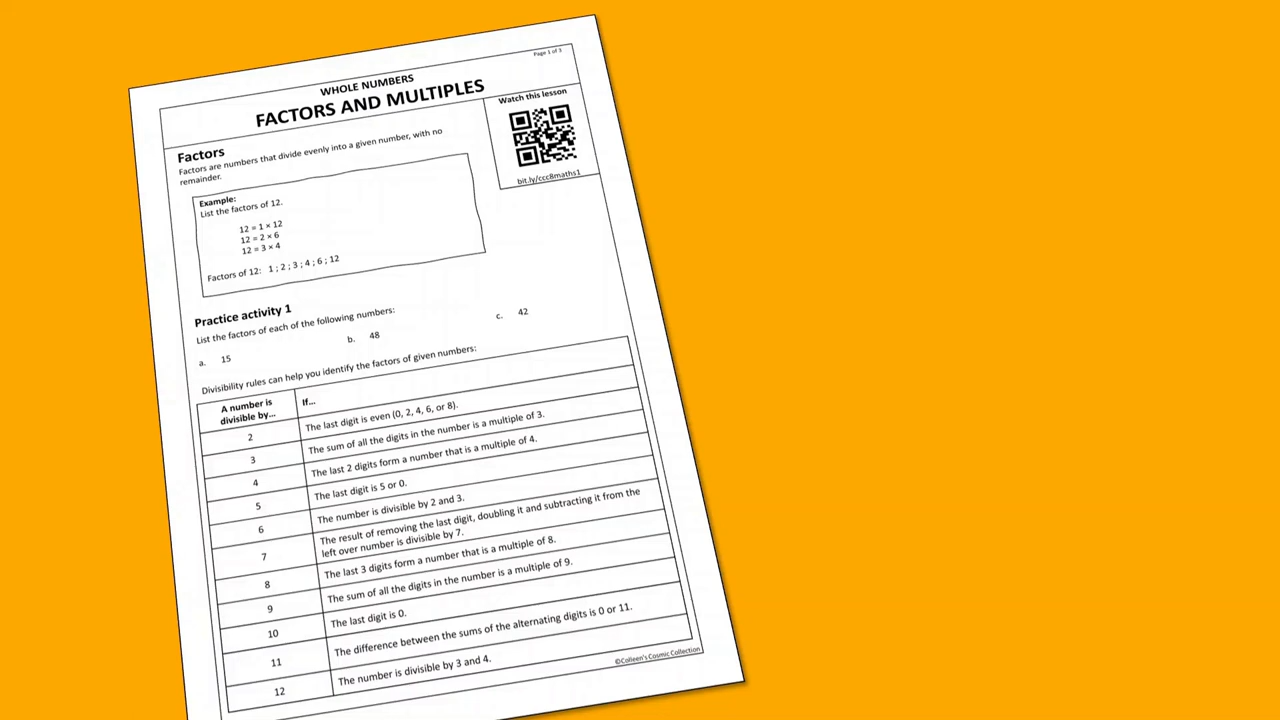 Page 1 of 3
WHOLE NUMBERS
FACTORS AND MULTIPLES
Watch this lesson
bit.ly/ccc8maths1
Factors
Factors are numbers that divide evenly into a given number, with no
remainder.
Example:
List the factors of 12.
12 = 1 × 12
12 = 2 × 6
12 = 3 × 4
Factors of 12: 1 ; 2 ; 3 ; 4 ; 6 ; 12
Practice activity 1
List the factors of each of the following numbers:
a. 15 b. 48 c. 42
Divisibility rules can help you identify the factors of given numbers:
A number is
divisible by... If...
2 The last digit is even (0, 2, 4, 6, or 8).
3 The sum of all the digits in the number is a multiple of 3.
4 The last 2 digits form a number that is a multiple of 4.
5 The last digit is 5 or 0.
6 The number is divisible by 2 and 3.
7 The result of removing the last digit, doubling it and subtracting it from the
left over number is divisible by 7.
8 The last 3 digits form a number that is a multiple of 8.
9 The sum of all the digits in the number is a multiple of 9.
10 The last digit is 0.
11 The difference between the sums of the alternating digits is 0 or 11.
12 The number is divisible by 3 and 4.
©Colleen's Cosmic Collection